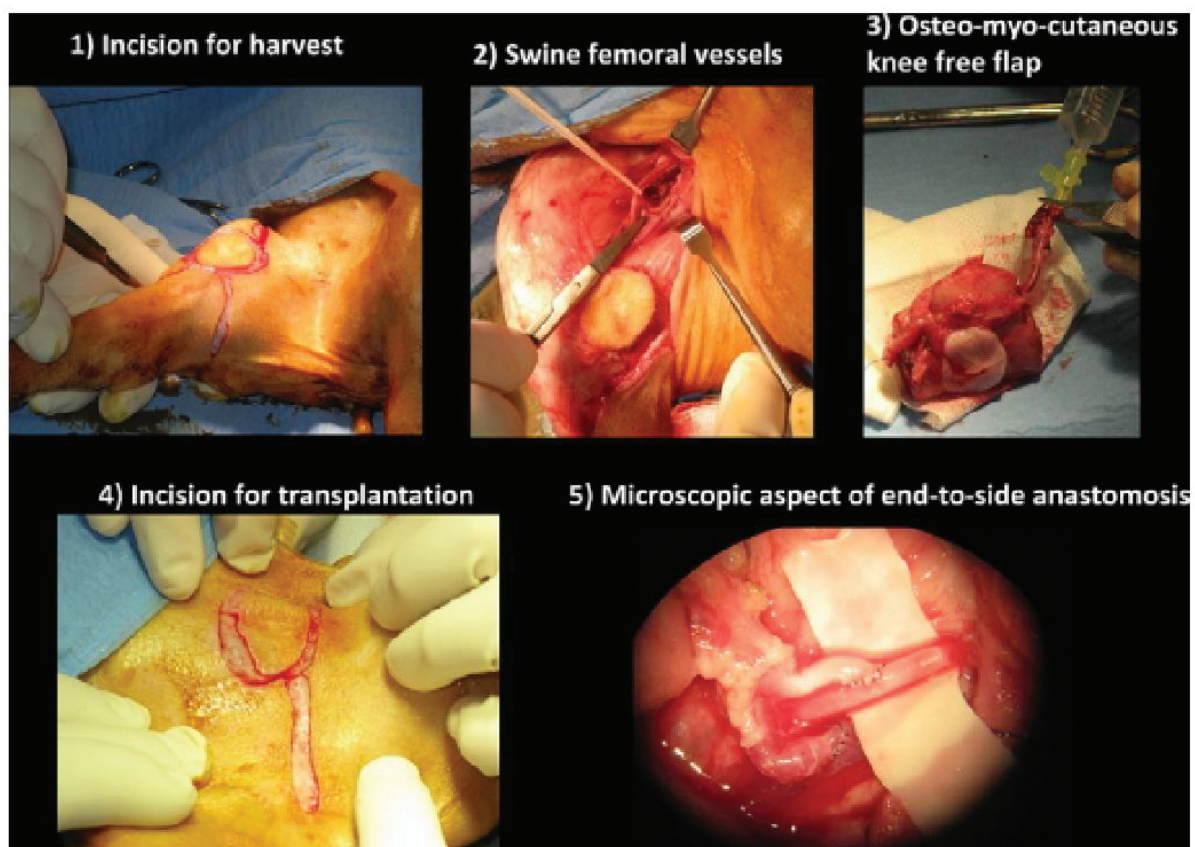 1) Incision for harvest
2) Swine femoral vessels
3) Osteo-myo-cutaneous
knee free flap
4) Incision for transplantation
5) Microscopic aspect of end-to-side anastomosis